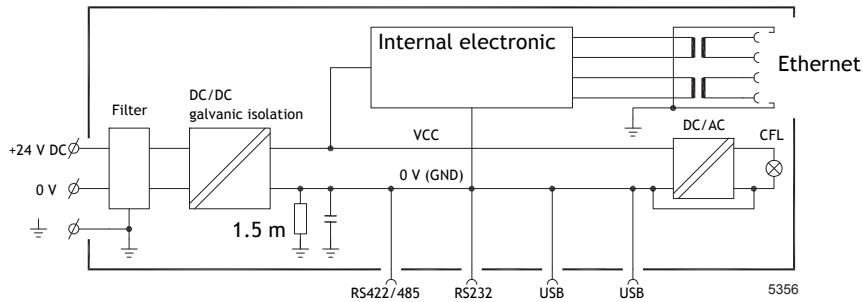 Internal electronic
Ethernet
DC/DC
galvanic isolation
Filter
DC/AC
CFL
VCC
+24 V DC
0 V (GND)
0 V
1.5 m
RS422/485
RS232
USB
USB
5356